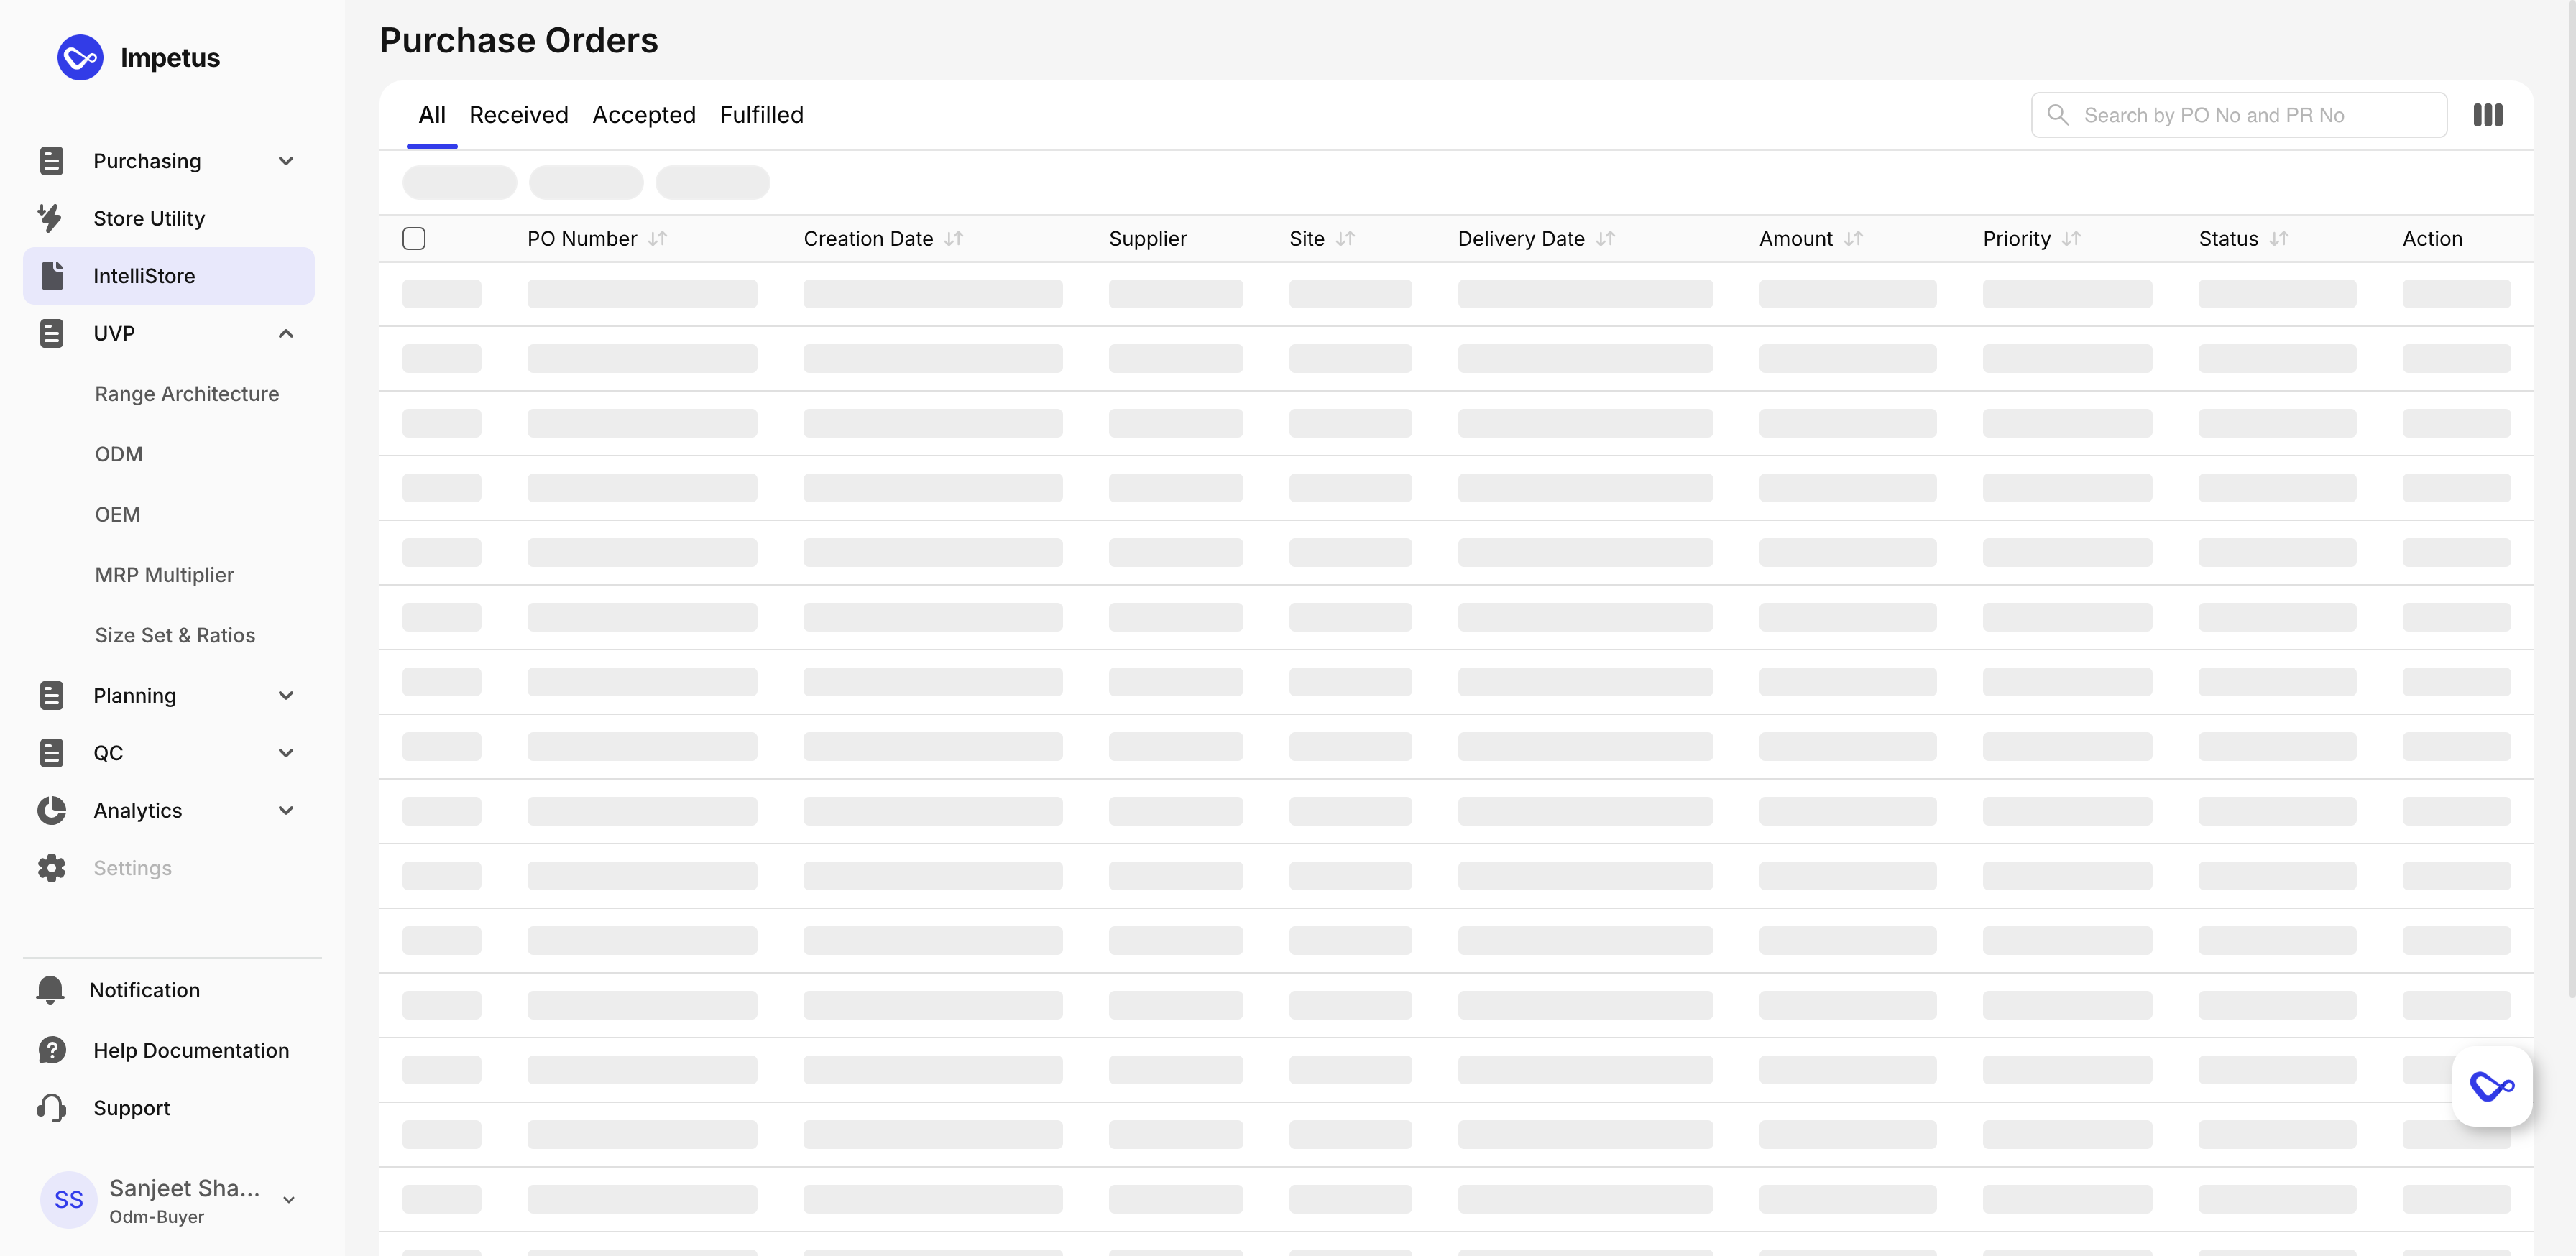 Impetus
Purchasing
Store Utility
IntelliStore
UVP
Range Architecture
ODM
OEM
MRP Multiplier
Size Set & Ratios
Planning
QC
Analytics
Settings
Notification
Help Documentation
Support
SS
Sanjeet Sha...
Odm-Buyer
Purchase Orders
All Received Accepted Fulfilled
Search by PO No and PR No
PO Number Creation Date Supplier Site Delivery Date Amount Priority Status Action